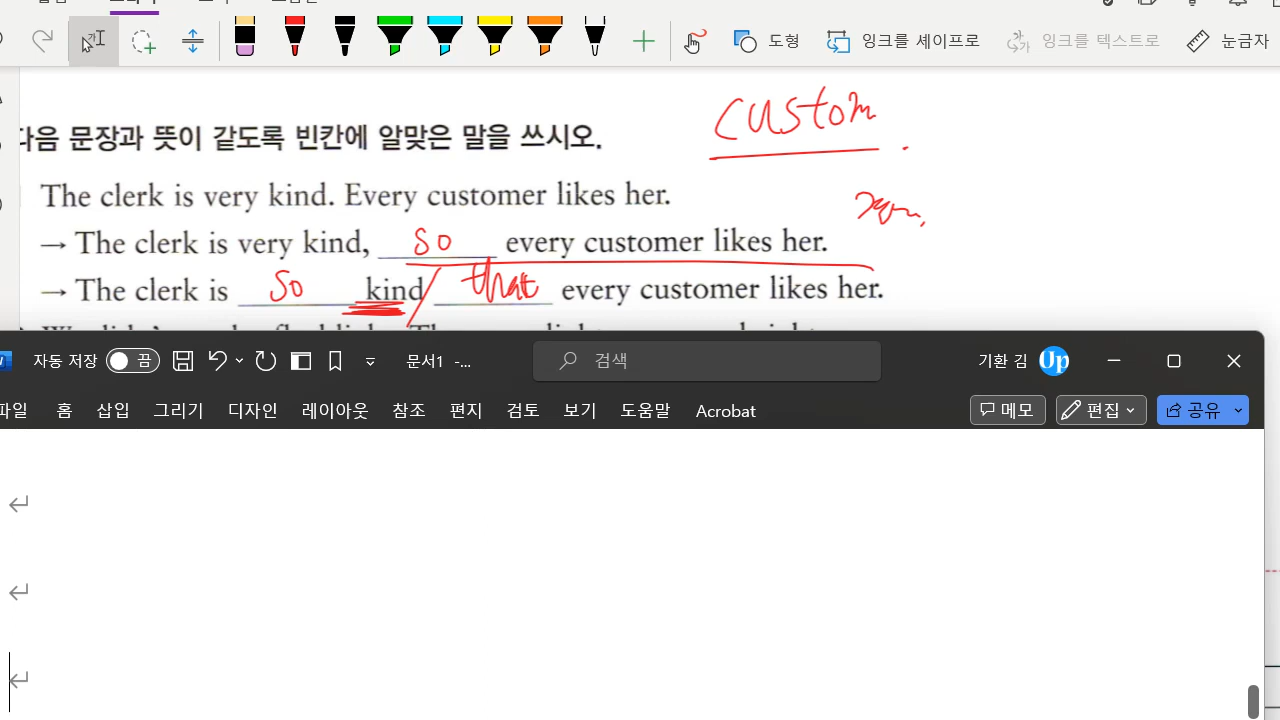 도형
잉크를 셰이프로
잉크를 텍스트로
눈금자
custom
다음 문장과 뜻이 같도록 빈칸에 알맞은 말을 쓰시오.
The clerk is very kind. Every customer likes her.
→ The clerk is very kind, so every customer likes her.
→ The clerk is so kind / that every customer likes her.
자동 저장 끔
문서1 -...
검색
기환 김
Up
파일 홈 삽입 그리기 디자인 레이아웃 참조 편지 검토 보기 도움말 Acrobat
메모 편집 공유